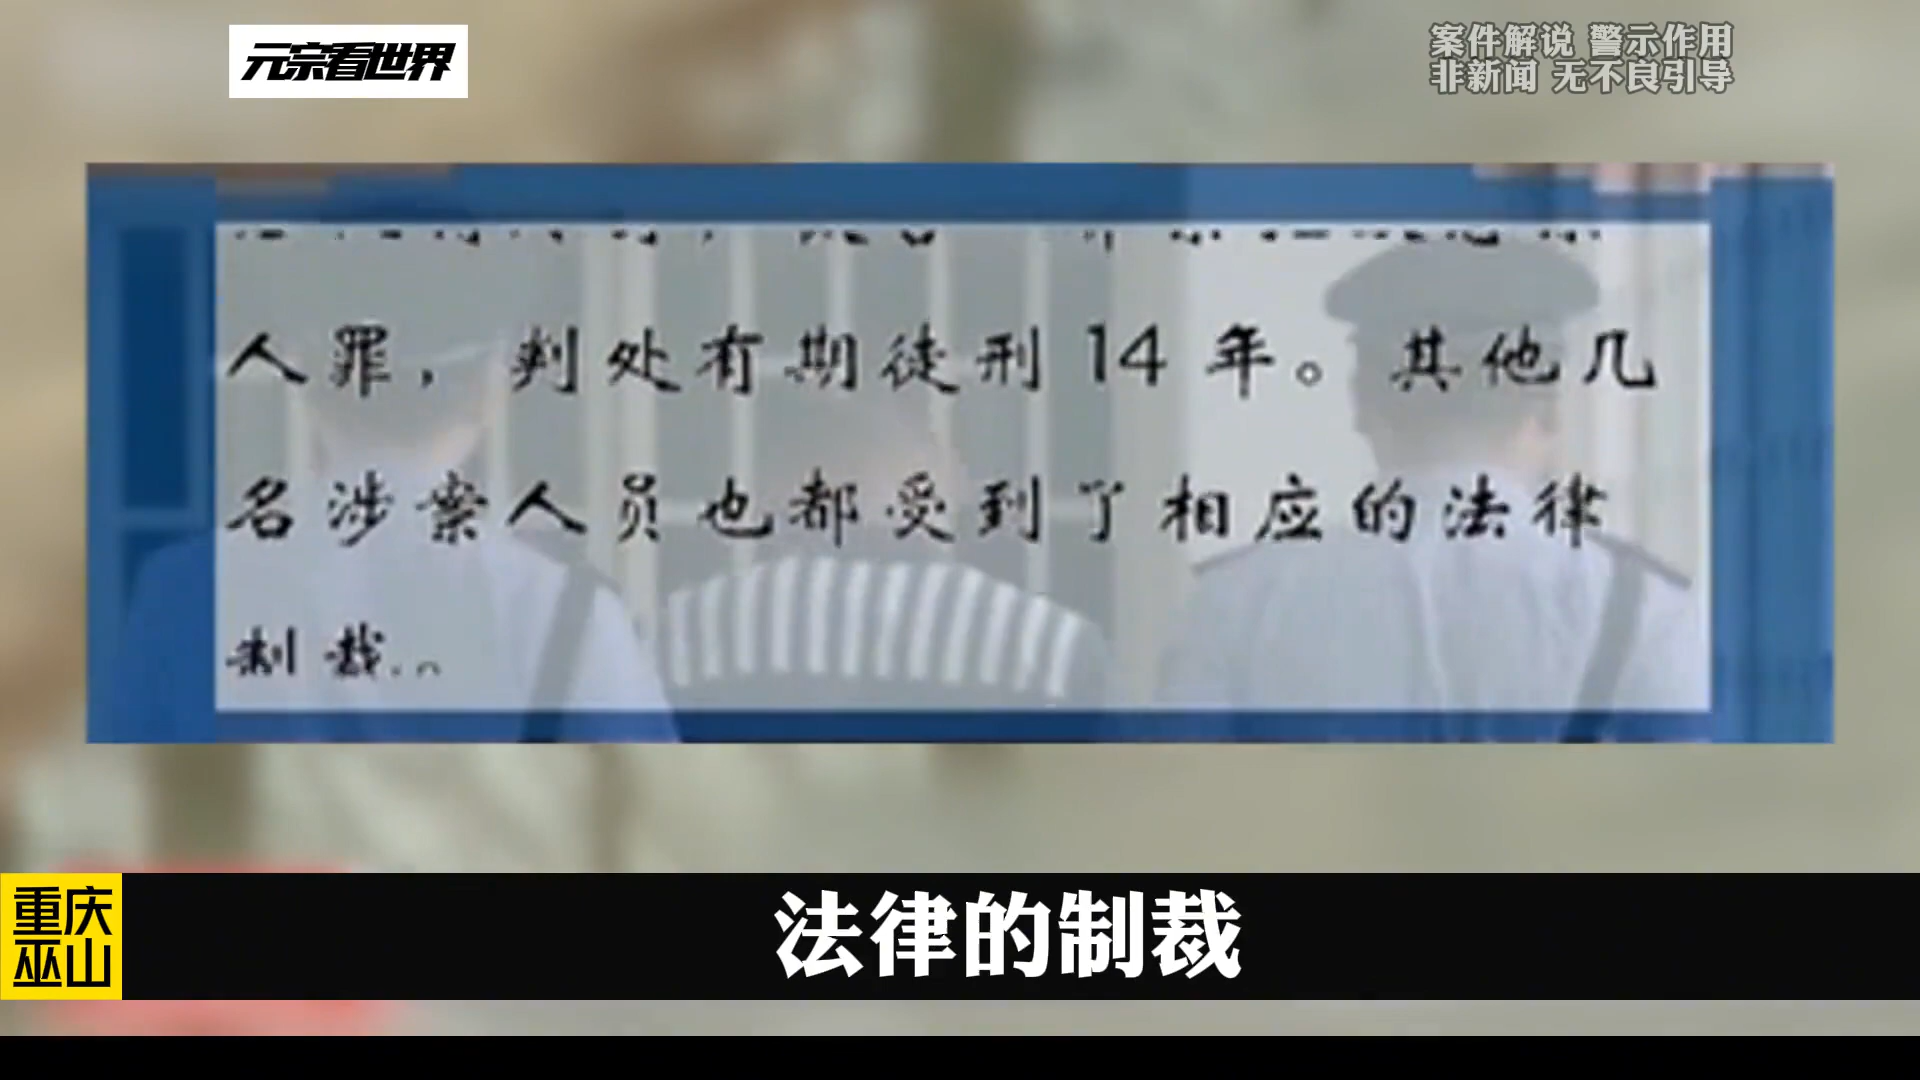 元宗看世界
案件解说 警示作用
非新闻 无不良引导
人罪，判处有期徒刑14年。其他几
名涉案人员也都受到了相应的法律
制裁..。
重庆
巫山
法律的制裁